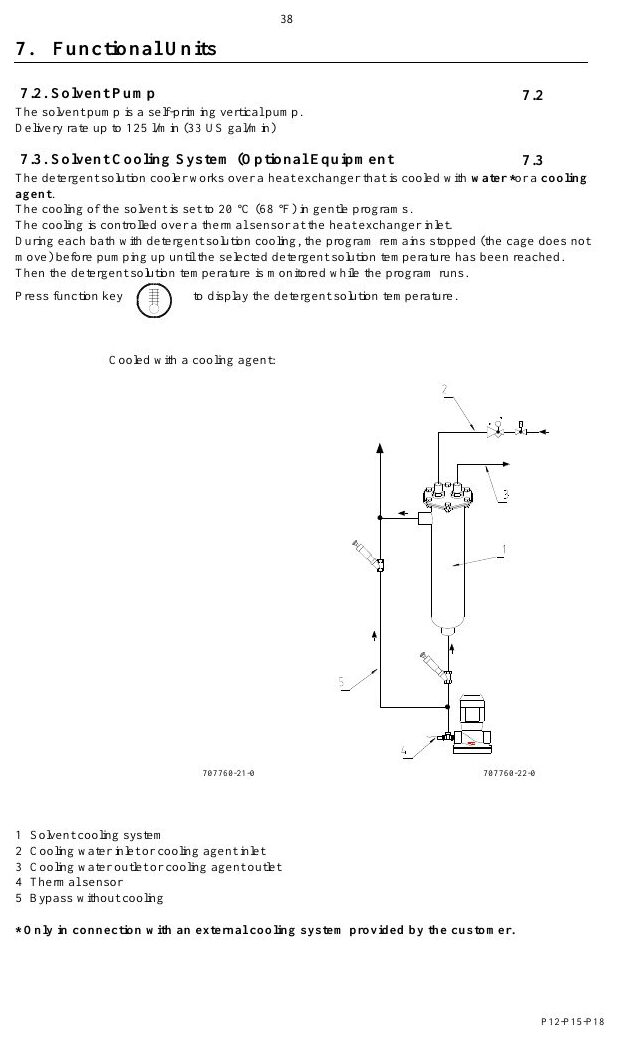 38
7. Functional Units
7.2. Solvent Pump 7.2
The solvent pump is a self-priming vertical pump.
Delivery rate up to 125 l/min (33 US gal/min)
7.3. Solvent Cooling System (Optional Equipment 7.3
The detergent solution cooler works over a heat exchanger that is cooled with water * or a cooling
agent.
The cooling of the solvent is set to 20 °C (68 °F) in gentle programs.
The cooling is controlled over a thermal sensor at the heat exchanger inlet.
During each bath with detergent solution cooling, the program remains stopped (the cage does not
move) before pumping up until the selected detergent solution temperature has been reached.
Then the detergent solution temperature is monitored while the program runs.
Press function key to display the detergent solution temperature.
Cooled with a cooling agent:
2
3
1
5
4
707760-21-0 707760-22-0
1 Solvent cooling system
2 Cooling water inlet or cooling agent inlet
3 Cooling water outlet or cooling agent outlet
4 Thermal sensor
5 Bypass without cooling
* Only in connection with an external cooling system provided by the customer.
P12-P15-P18